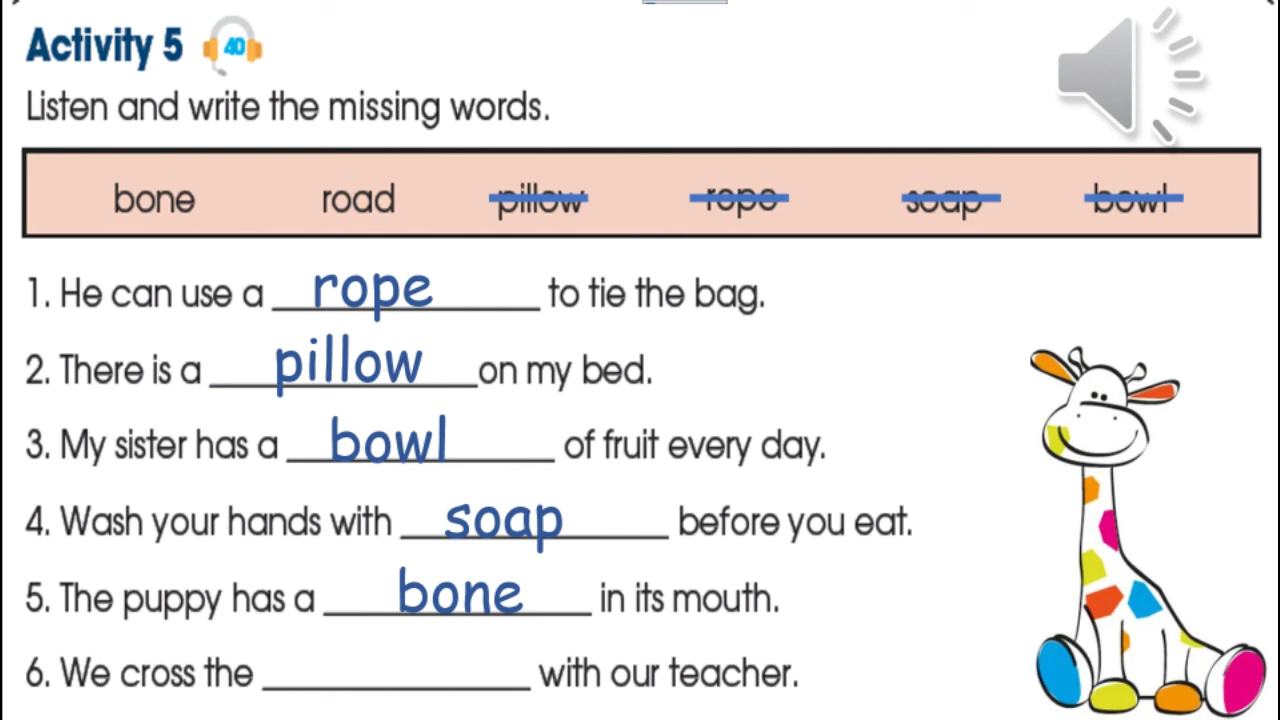 Activity 5 40
Listen and write the missing words.
bone road pillow rope soap bowl
1. He can use a rope to tie the bag.
2. There is a pillow on my bed.
3. My sister has a bowl of fruit every day.
4. Wash your hands with soap before you eat.
5. The puppy has a bone in its mouth.
6. We cross the ____________ with our teacher.